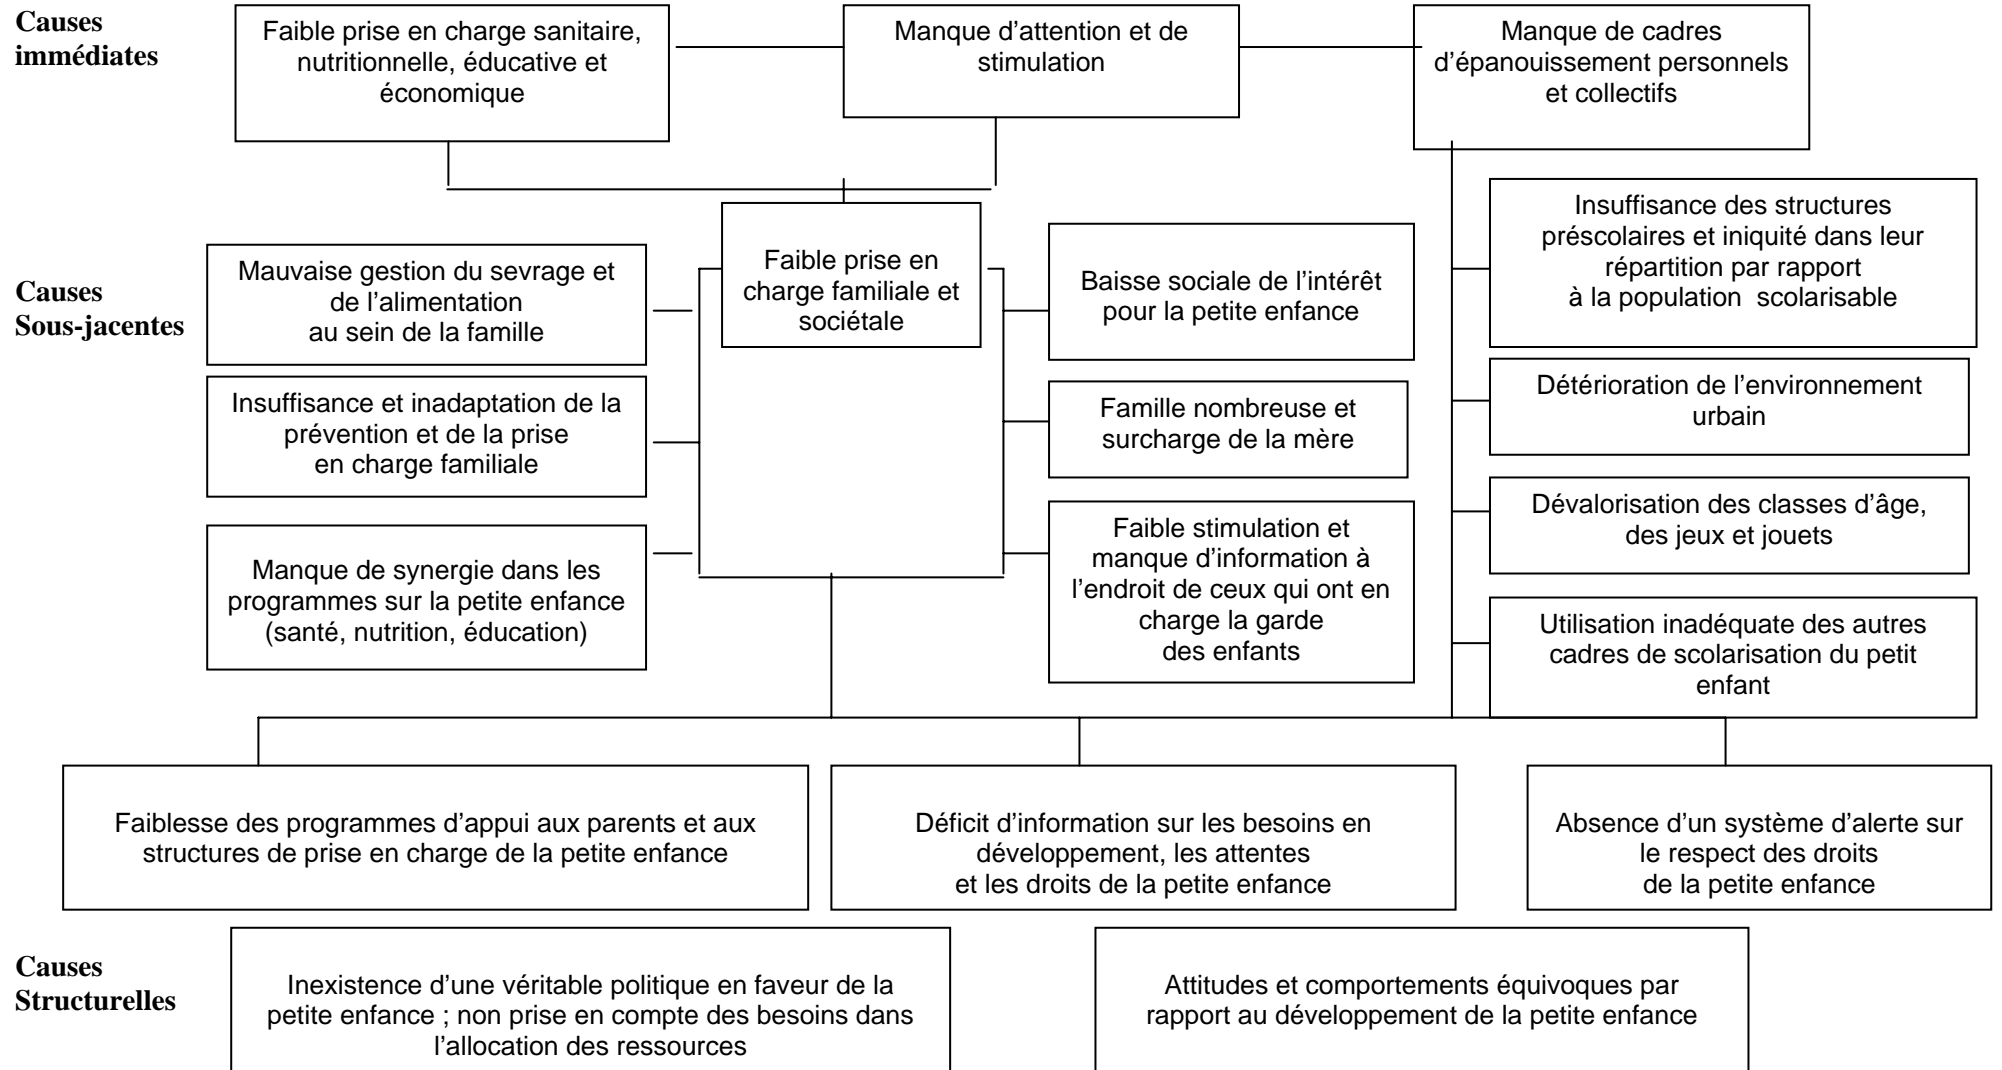 Causes
immédiates
Faible prise en charge sanitaire,
nutritionnelle, éducative et
économique
Manque d’attention et de
stimulation
Manque de cadres
d’épanouissement personnels
et collectifs
Causes
Sous-jacentes
Mauvaise gestion du sevrage et
de l’alimentation
au sein de la famille
Insuffisance et inadaptation de la
prévention et de la prise
en charge familiale
Manque de synergie dans les
programmes sur la petite enfance
(santé, nutrition, éducation)
Faible prise en
charge familiale et
sociétale
Baisse sociale de l’intérêt
pour la petite enfance
Famille nombreuse et
surcharge de la mère
Faible stimulation et
manque d’information à
l’endroit de ceux qui ont en
charge la garde
des enfants
Insuffisance des structures
préscolaires et iniquité dans leur
répartition par rapport
à la population scolarisable
Détérioration de l’environnement
urbain
Dévalorisation des classes d’âge,
des jeux et jouets
Utilisation inadéquate des autres
cadres de scolarisation du petit
enfant
Faiblesse des programmes d’appui aux parents et aux
structures de prise en charge de la petite enfance
Déficit d’information sur les besoins en
développement, les attentes
et les droits de la petite enfance
Absence d’un système d’alerte sur
le respect des droits
de la petite enfance
Causes
Structurelles
Inexistence d’une véritable politique en faveur de la
petite enfance ; non prise en compte des besoins dans
l’allocation des ressources
Attitudes et comportements équivoques par
rapport au développement de la petite enfance